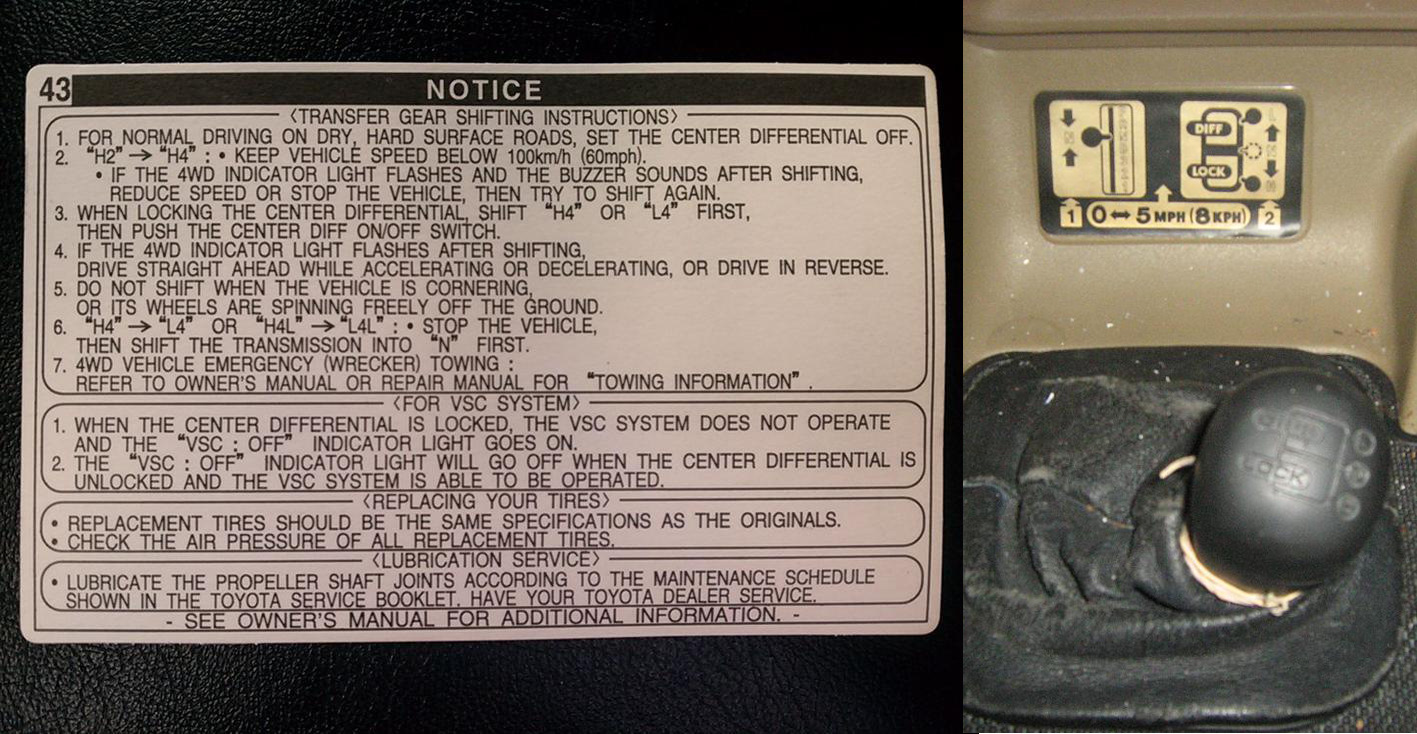 43 NOTICE
〈TRANSFER GEAR SHIFTING INSTRUCTIONS〉
1. FOR NORMAL DRIVING ON DRY, HARD SURFACE ROADS, SET THE CENTER DIFFERENTIAL OFF.
2. “H2” → “H4” : • KEEP VEHICLE SPEED BELOW 100km/h (60mph).
• IF THE 4WD INDICATOR LIGHT FLASHES AND THE BUZZER SOUNDS AFTER SHIFTING,
REDUCE SPEED OR STOP THE VEHICLE, THEN TRY TO SHIFT AGAIN.
3. WHEN LOCKING THE CENTER DIFFERENTIAL, SHIFT “H4” OR “L4” FIRST,
THEN PUSH THE CENTER DIFF ON/OFF SWITCH.
4. IF THE 4WD INDICATOR LIGHT FLASHES AFTER SHIFTING,
DRIVE STRAIGHT AHEAD WHILE ACCELERATING OR DECELERATING, OR DRIVE IN REVERSE.
5. DO NOT SHIFT WHEN THE VEHICLE IS CORNERING,
OR ITS WHEELS ARE SPINNING FREELY OFF THE GROUND.
6. “H4” → “L4” OR “H4L” → “L4L” : • STOP THE VEHICLE,
THEN SHIFT THE TRANSMISSION INTO “N” FIRST.
7. 4WD VEHICLE EMERGENCY (WRECKER) TOWING :
REFER TO OWNER'S MANUAL OR REPAIR MANUAL FOR “TOWING INFORMATION” .
〈FOR VSC SYSTEM〉
1. WHEN THE CENTER DIFFERENTIAL IS LOCKED, THE VSC SYSTEM DOES NOT OPERATE
AND THE “VSC : OFF” INDICATOR LIGHT GOES ON.
2. THE “VSC : OFF” INDICATOR LIGHT WILL GO OFF WHEN THE CENTER DIFFERENTIAL IS
UNLOCKED AND THE VSC SYSTEM IS ABLE TO BE OPERATED.
〈REPLACING YOUR TIRES〉
• REPLACEMENT TIRES SHOULD BE THE SAME SPECIFICATIONS AS THE ORIGINALS.
• CHECK THE AIR PRESSURE OF ALL REPLACEMENT TIRES.
〈LUBRICATION SERVICE〉
• LUBRICATE THE PROPELLER SHAFT JOINTS ACCORDING TO THE MAINTENANCE SCHEDULE
SHOWN IN THE TOYOTA SERVICE BOOKLET. HAVE YOUR TOYOTA DEALER SERVICE.
- SEE OWNER'S MANUAL FOR ADDITIONAL INFORMATION. -
DIFF
LOCK
1 0 ↔ 5 MPH (8 KPH) 2
Lock